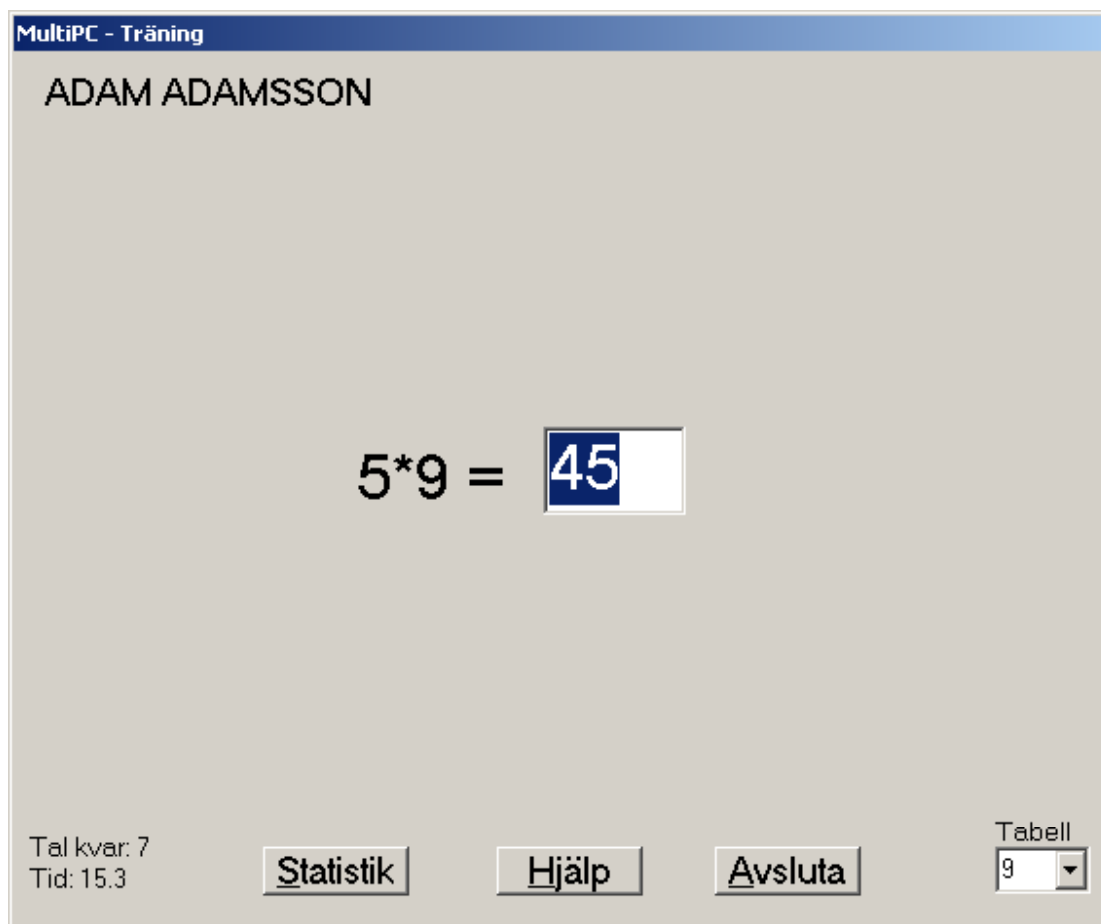 MultiPC - Träning
ADAM ADAMSSON
5*9 = 45
Tal kvar: 7
Tid: 15.3
Statistik
Hjälp
Avsluta
Tabell
9